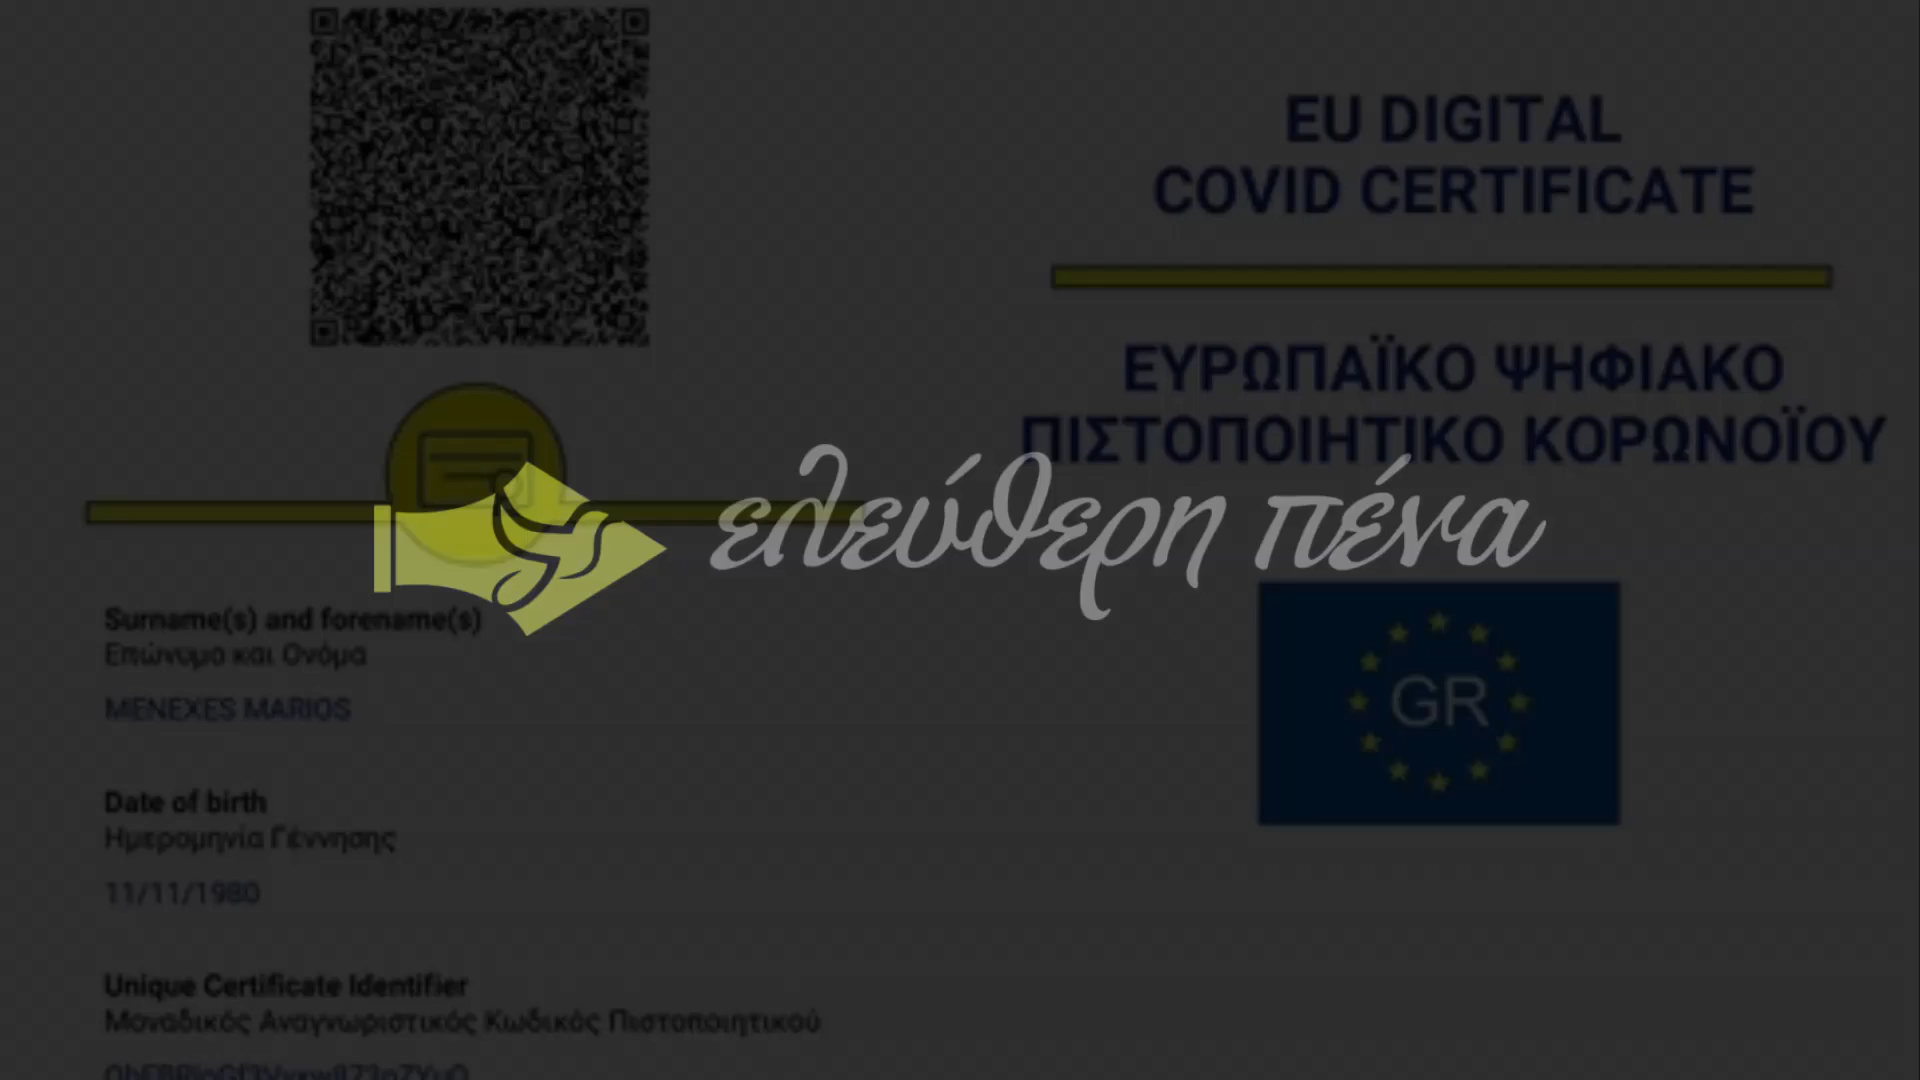 EU DIGITAL
COVID CERTIFICATE
ΕΥΡΩΠΑΪΚΟ ΨΗΦΙΑΚΟ
ΠΙΣΤΟΠΟΙΗΤΙΚΟ ΚΟΡΩΝΟΪΟΥ
ελεύθερη πένα
GR
Surname(s) and forename(s)
Επώνυμο και Ονόμα
MENEXES MARIOS
Date of birth
Ημερομηνία Γέννησης
11/11/1980
Unique Certificate Identifier
Μοναδικός Αναγνωριστικός Κωδικός Πιστοποιητικού